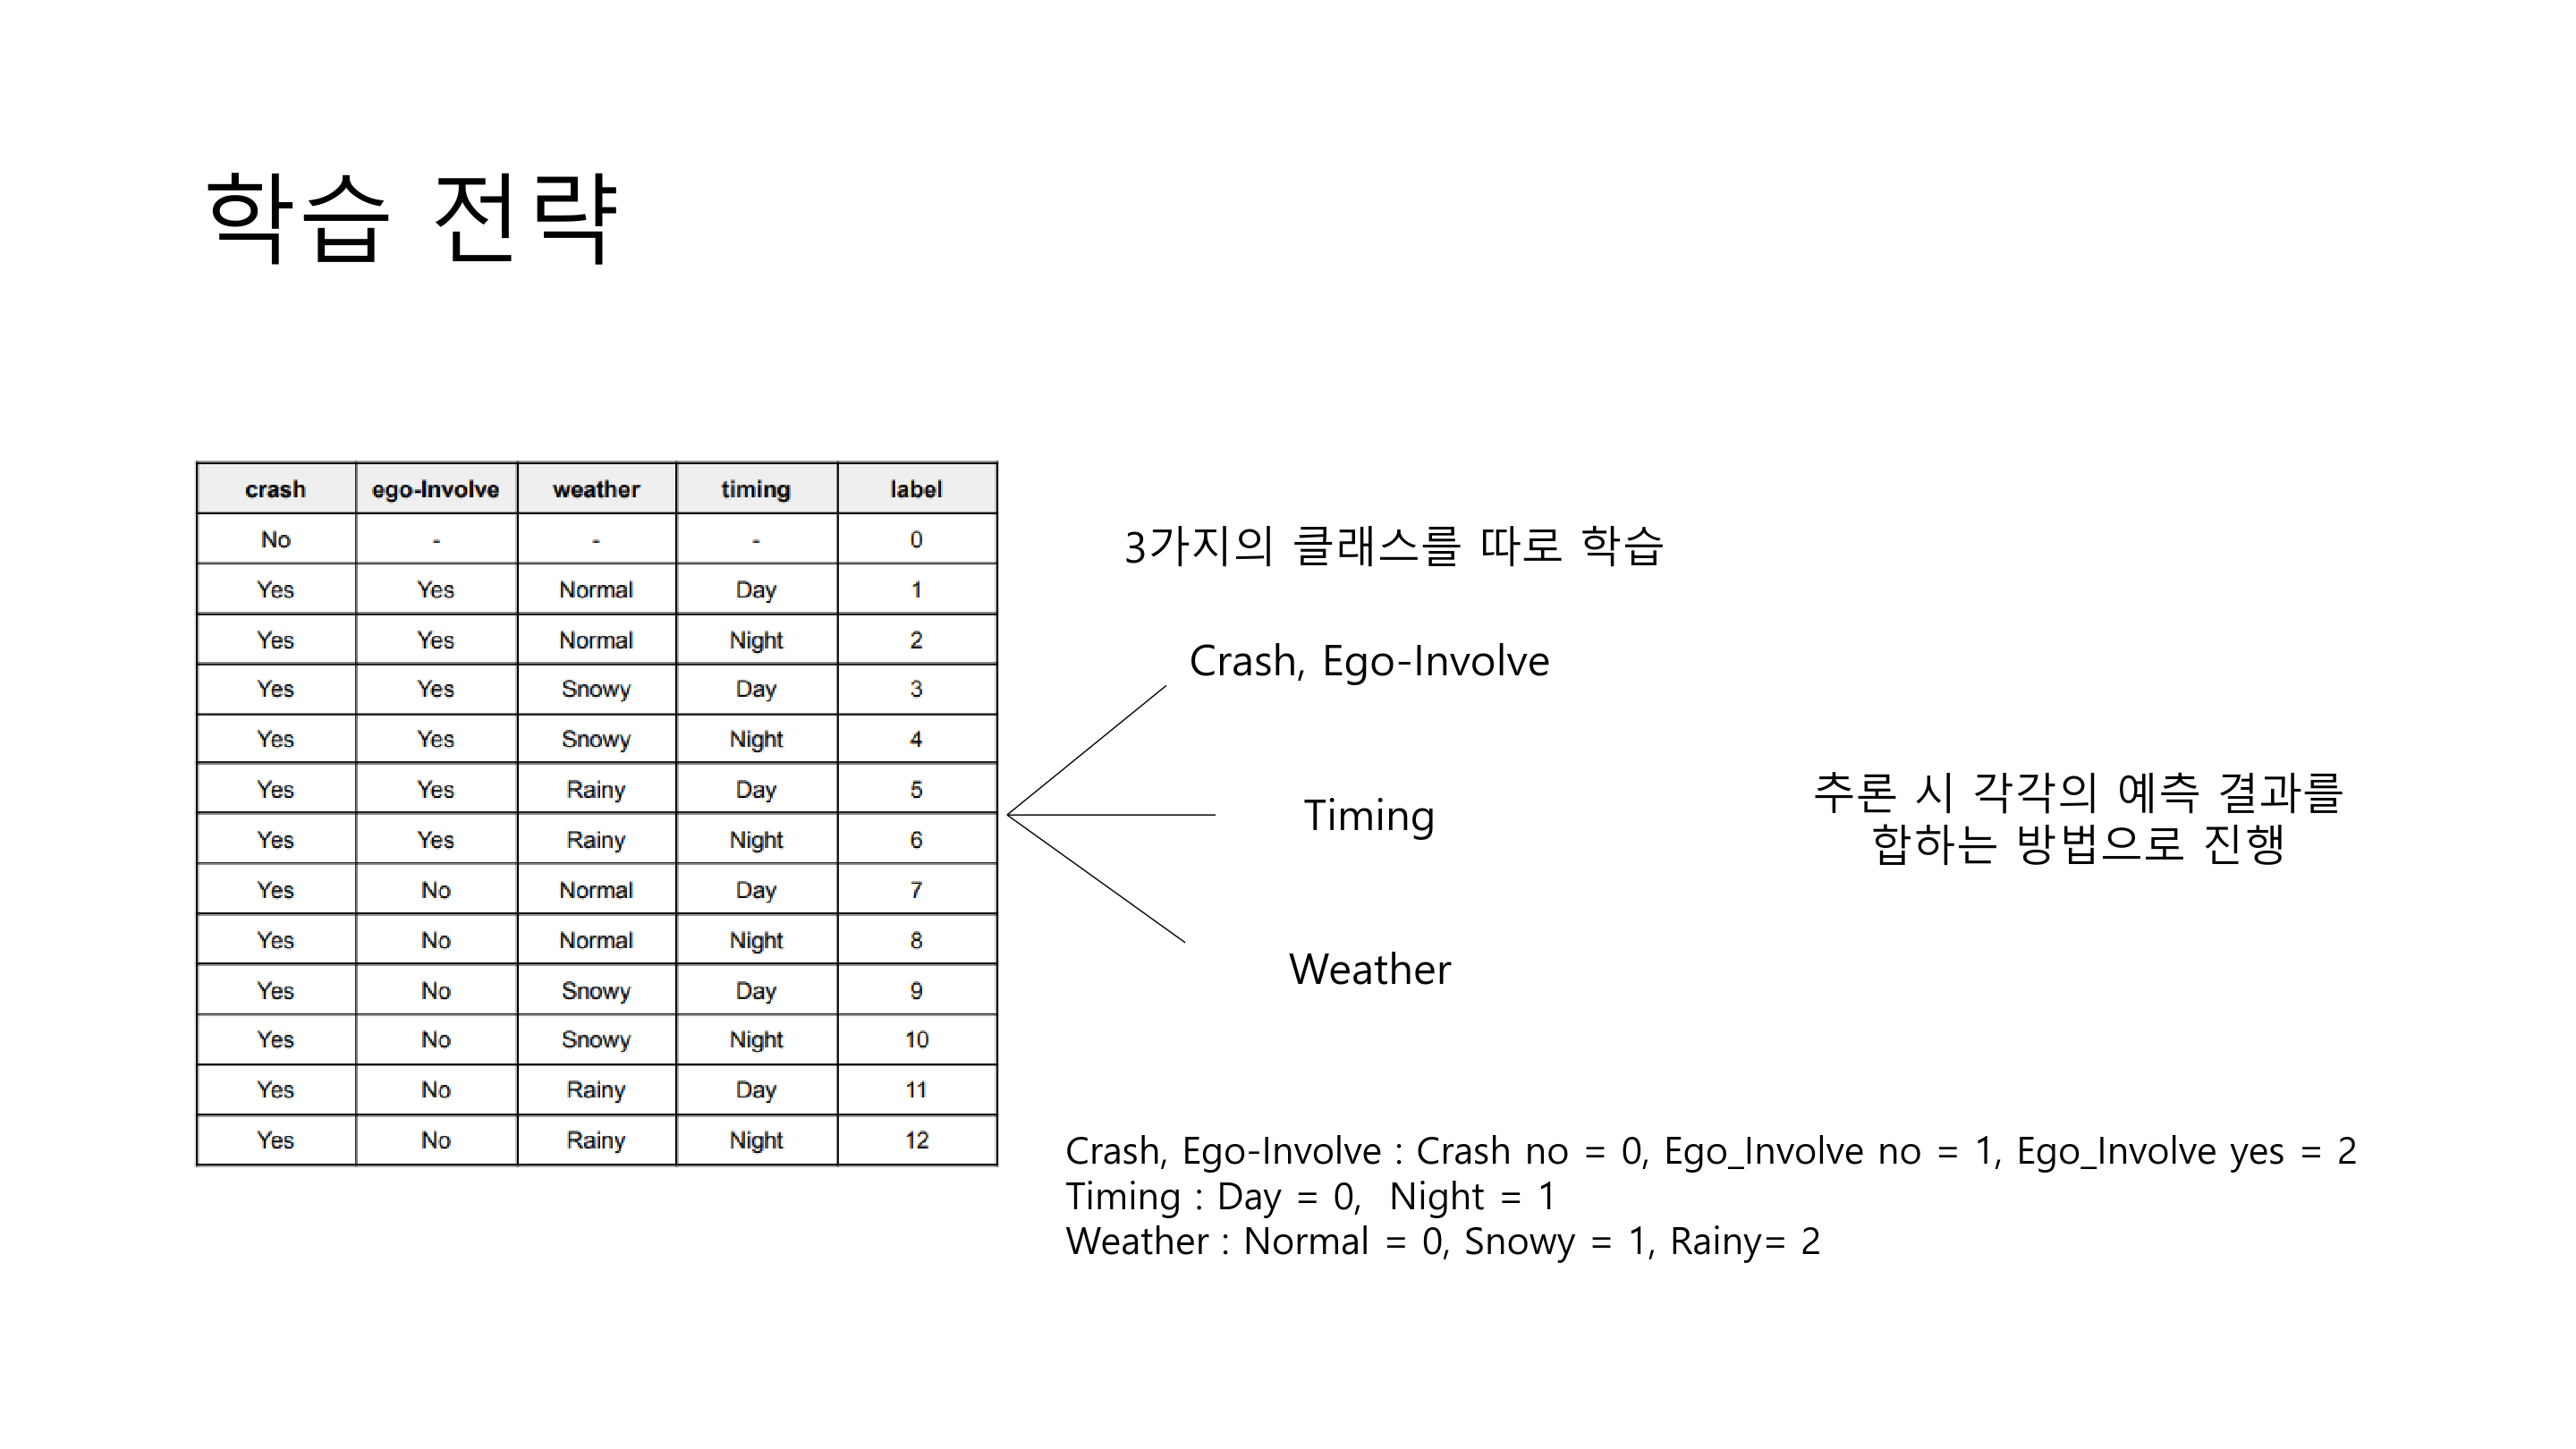 학습 전략
crash ego-Involve weather timing label
No - - - 0
Yes Yes Normal Day 1
Yes Yes Normal Night 2
Yes Yes Snowy Day 3
Yes Yes Snowy Night 4
Yes Yes Rainy Day 5
Yes Yes Rainy Night 6
Yes No Normal Day 7
Yes No Normal Night 8
Yes No Snowy Day 9
Yes No Snowy Night 10
Yes No Rainy Day 11
Yes No Rainy Night 12
3가지의 클래스를 따로 학습
Crash, Ego-Involve
Timing
Weather
추론 시 각각의 예측 결과를
합하는 방법으로 진행
Crash, Ego-Involve : Crash no = 0, Ego_Involve no = 1, Ego_Involve yes = 2
Timing : Day = 0, Night = 1
Weather : Normal = 0, Snowy = 1, Rainy= 2